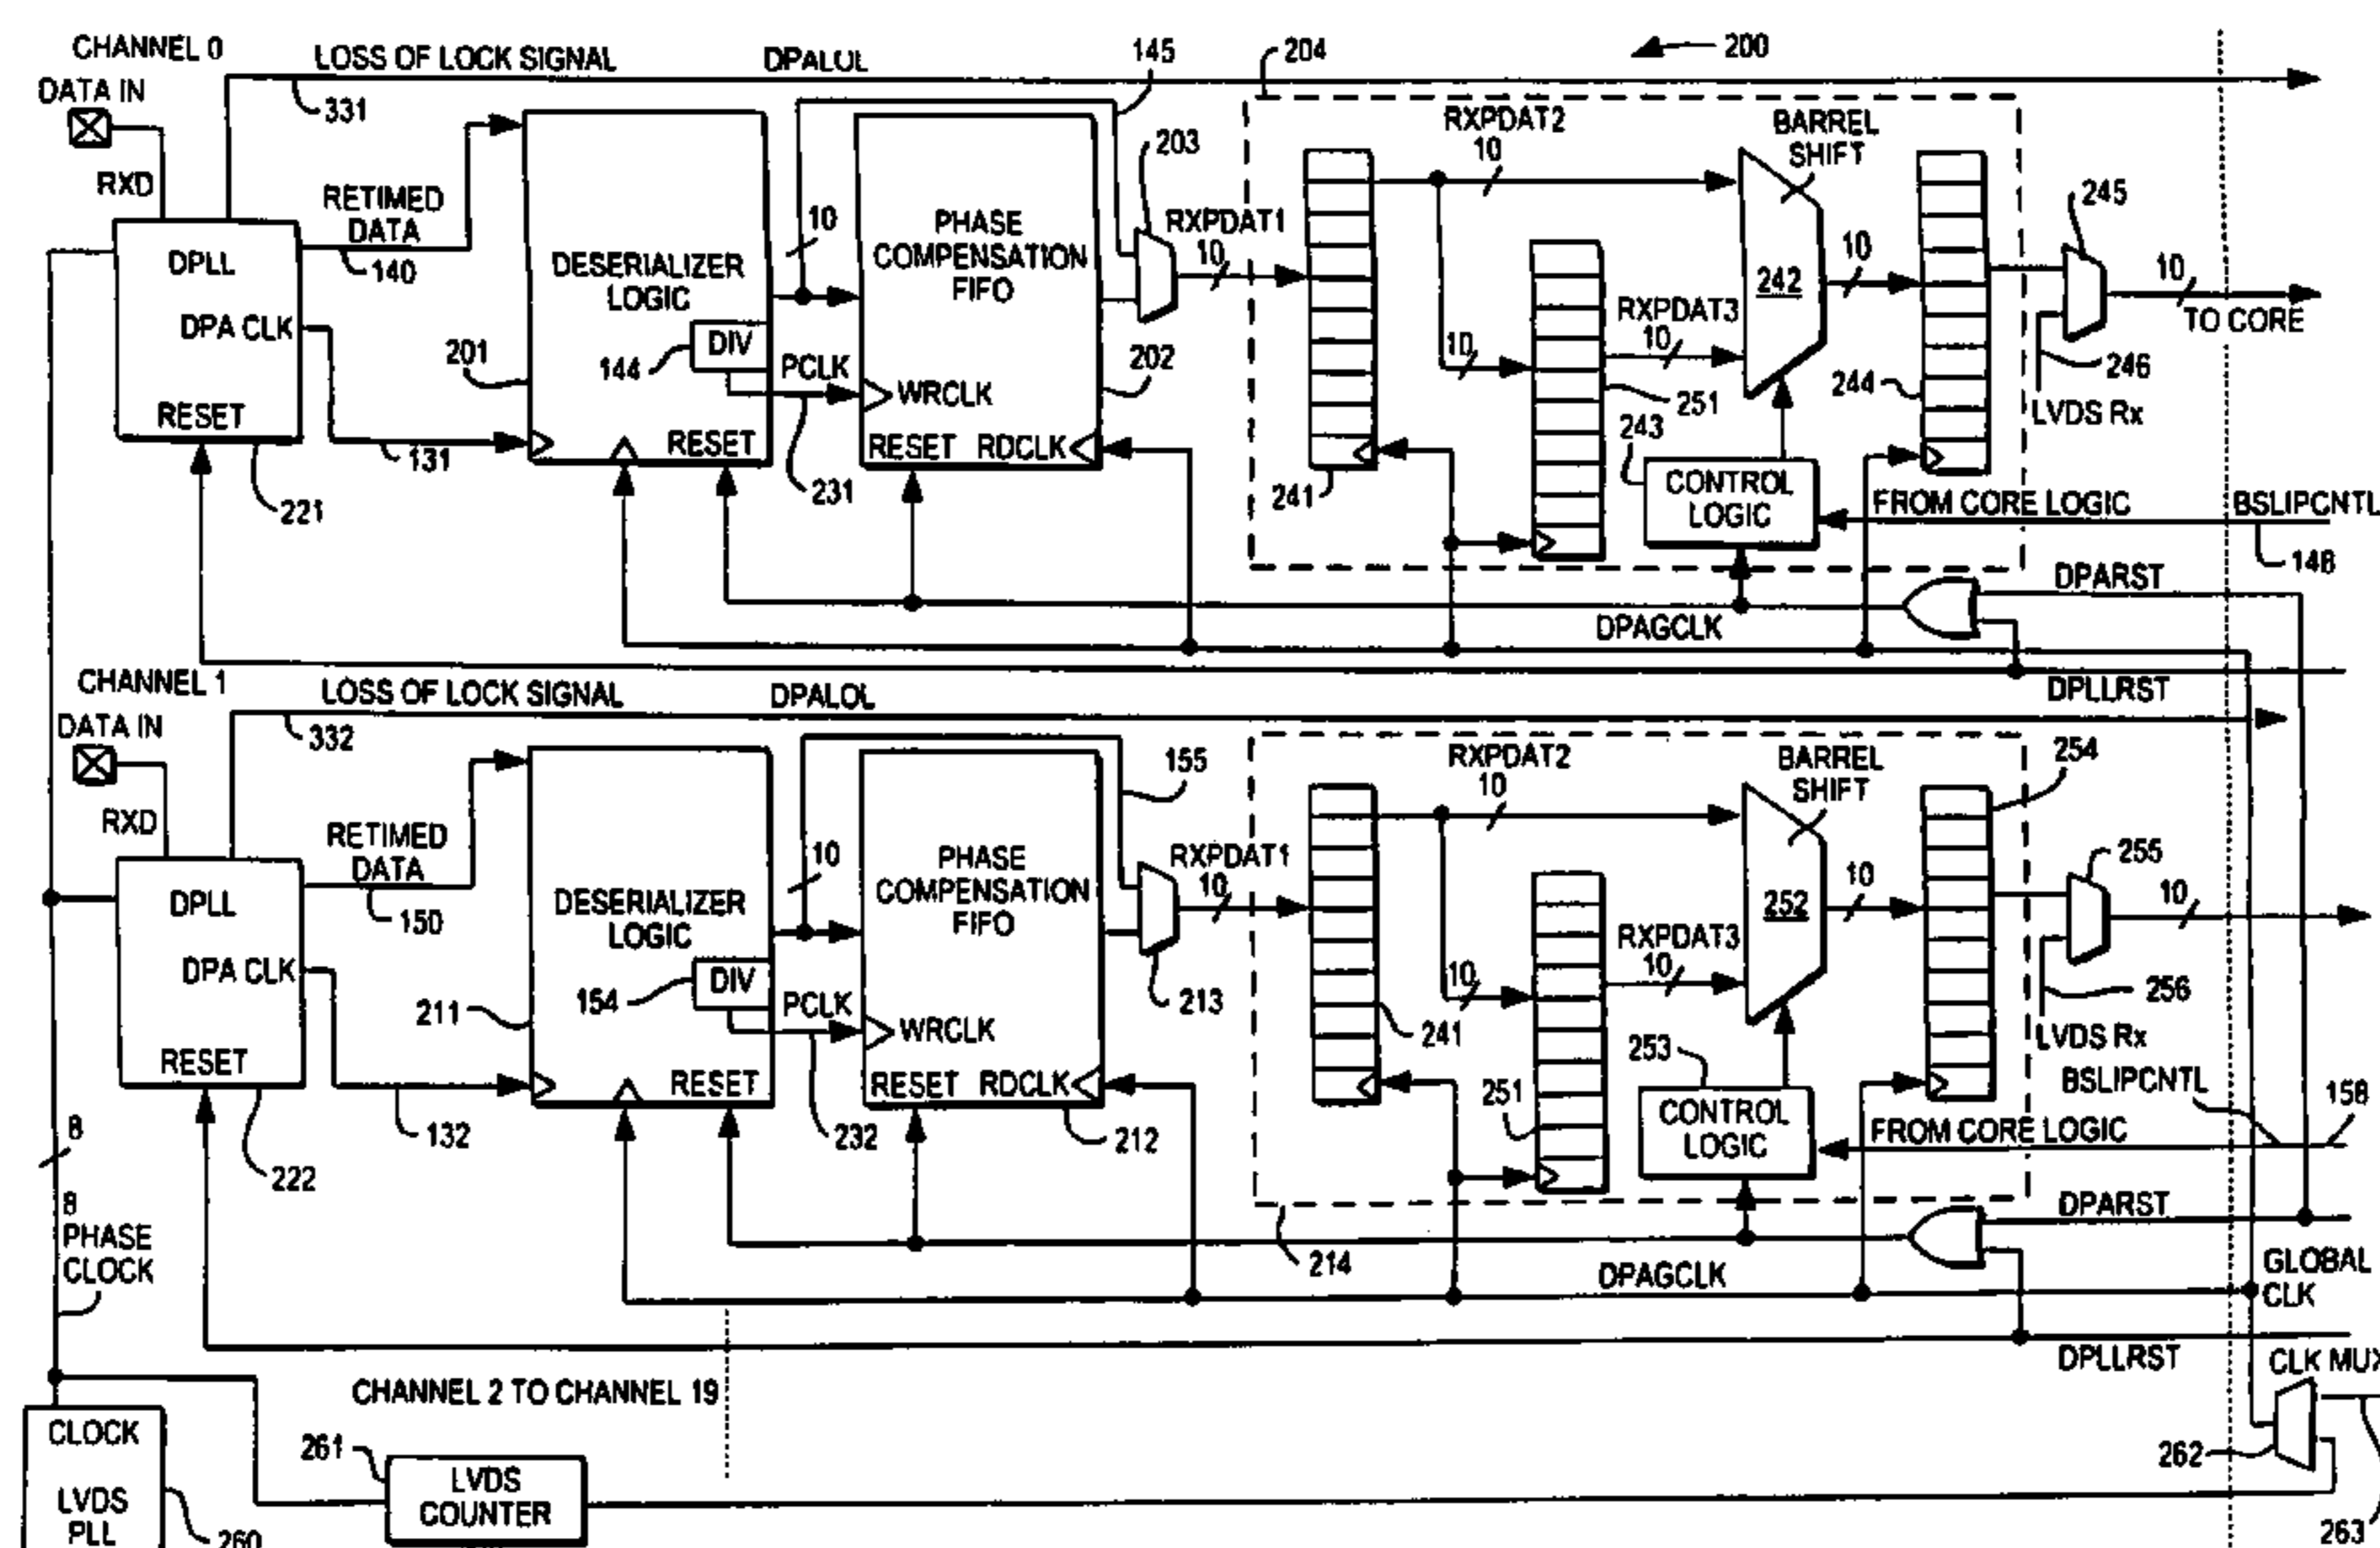 CHANNEL 0
LOSS OF LOCK SIGNAL
DPALOL
145
204
200
DATA IN
331
RXD
RETIMED
DATA
140
DPLL
DPA CLK
RESET
221
131
201
DESERIALIZER
LOGIC
144
DIV
PCLK
RESET
231
10
PHASE
COMPENSATION
FIFO
WRCLK
RESET RDCLK
202
203
RXPDAT1
10
RXPDAT2
10
BARREL
SHIFT
241
10
RXPDAT3
10
251
242
10
243
CONTROL
LOGIC
244
245
10
TO CORE
246
LVDS Rx
FROM CORE LOGIC
BSLIPCNTL
148
DPARST
DPAGCLK
DPLLRST
CHANNEL 1
LOSS OF LOCK SIGNAL
DPALOL
DATA IN
332
RXD
RETIMED
DATA
150
DPLL
DPA CLK
RESET
222
132
211
DESERIALIZER
LOGIC
154
DIV
PCLK
RESET
232
10
155
PHASE
COMPENSATION
FIFO
WRCLK
RESET RDCLK
212
213
RXPDAT1
10
RXPDAT2
10
BARREL
SHIFT
254
241
10
RXPDAT3
10
251
252
10
253
CONTROL
LOGIC
255
10
256
LVDS Rx
BSLIPCNTL
158
FROM CORE LOGIC
DPARST
214
DPAGCLK
GLOBAL
CLK
DPLLRST
CLK MUX
8
8
PHASE
CLOCK
CHANNEL 2 TO CHANNEL 19
CLOCK
LVDS
PLL
260
261
LVDS
COUNTER
262
263